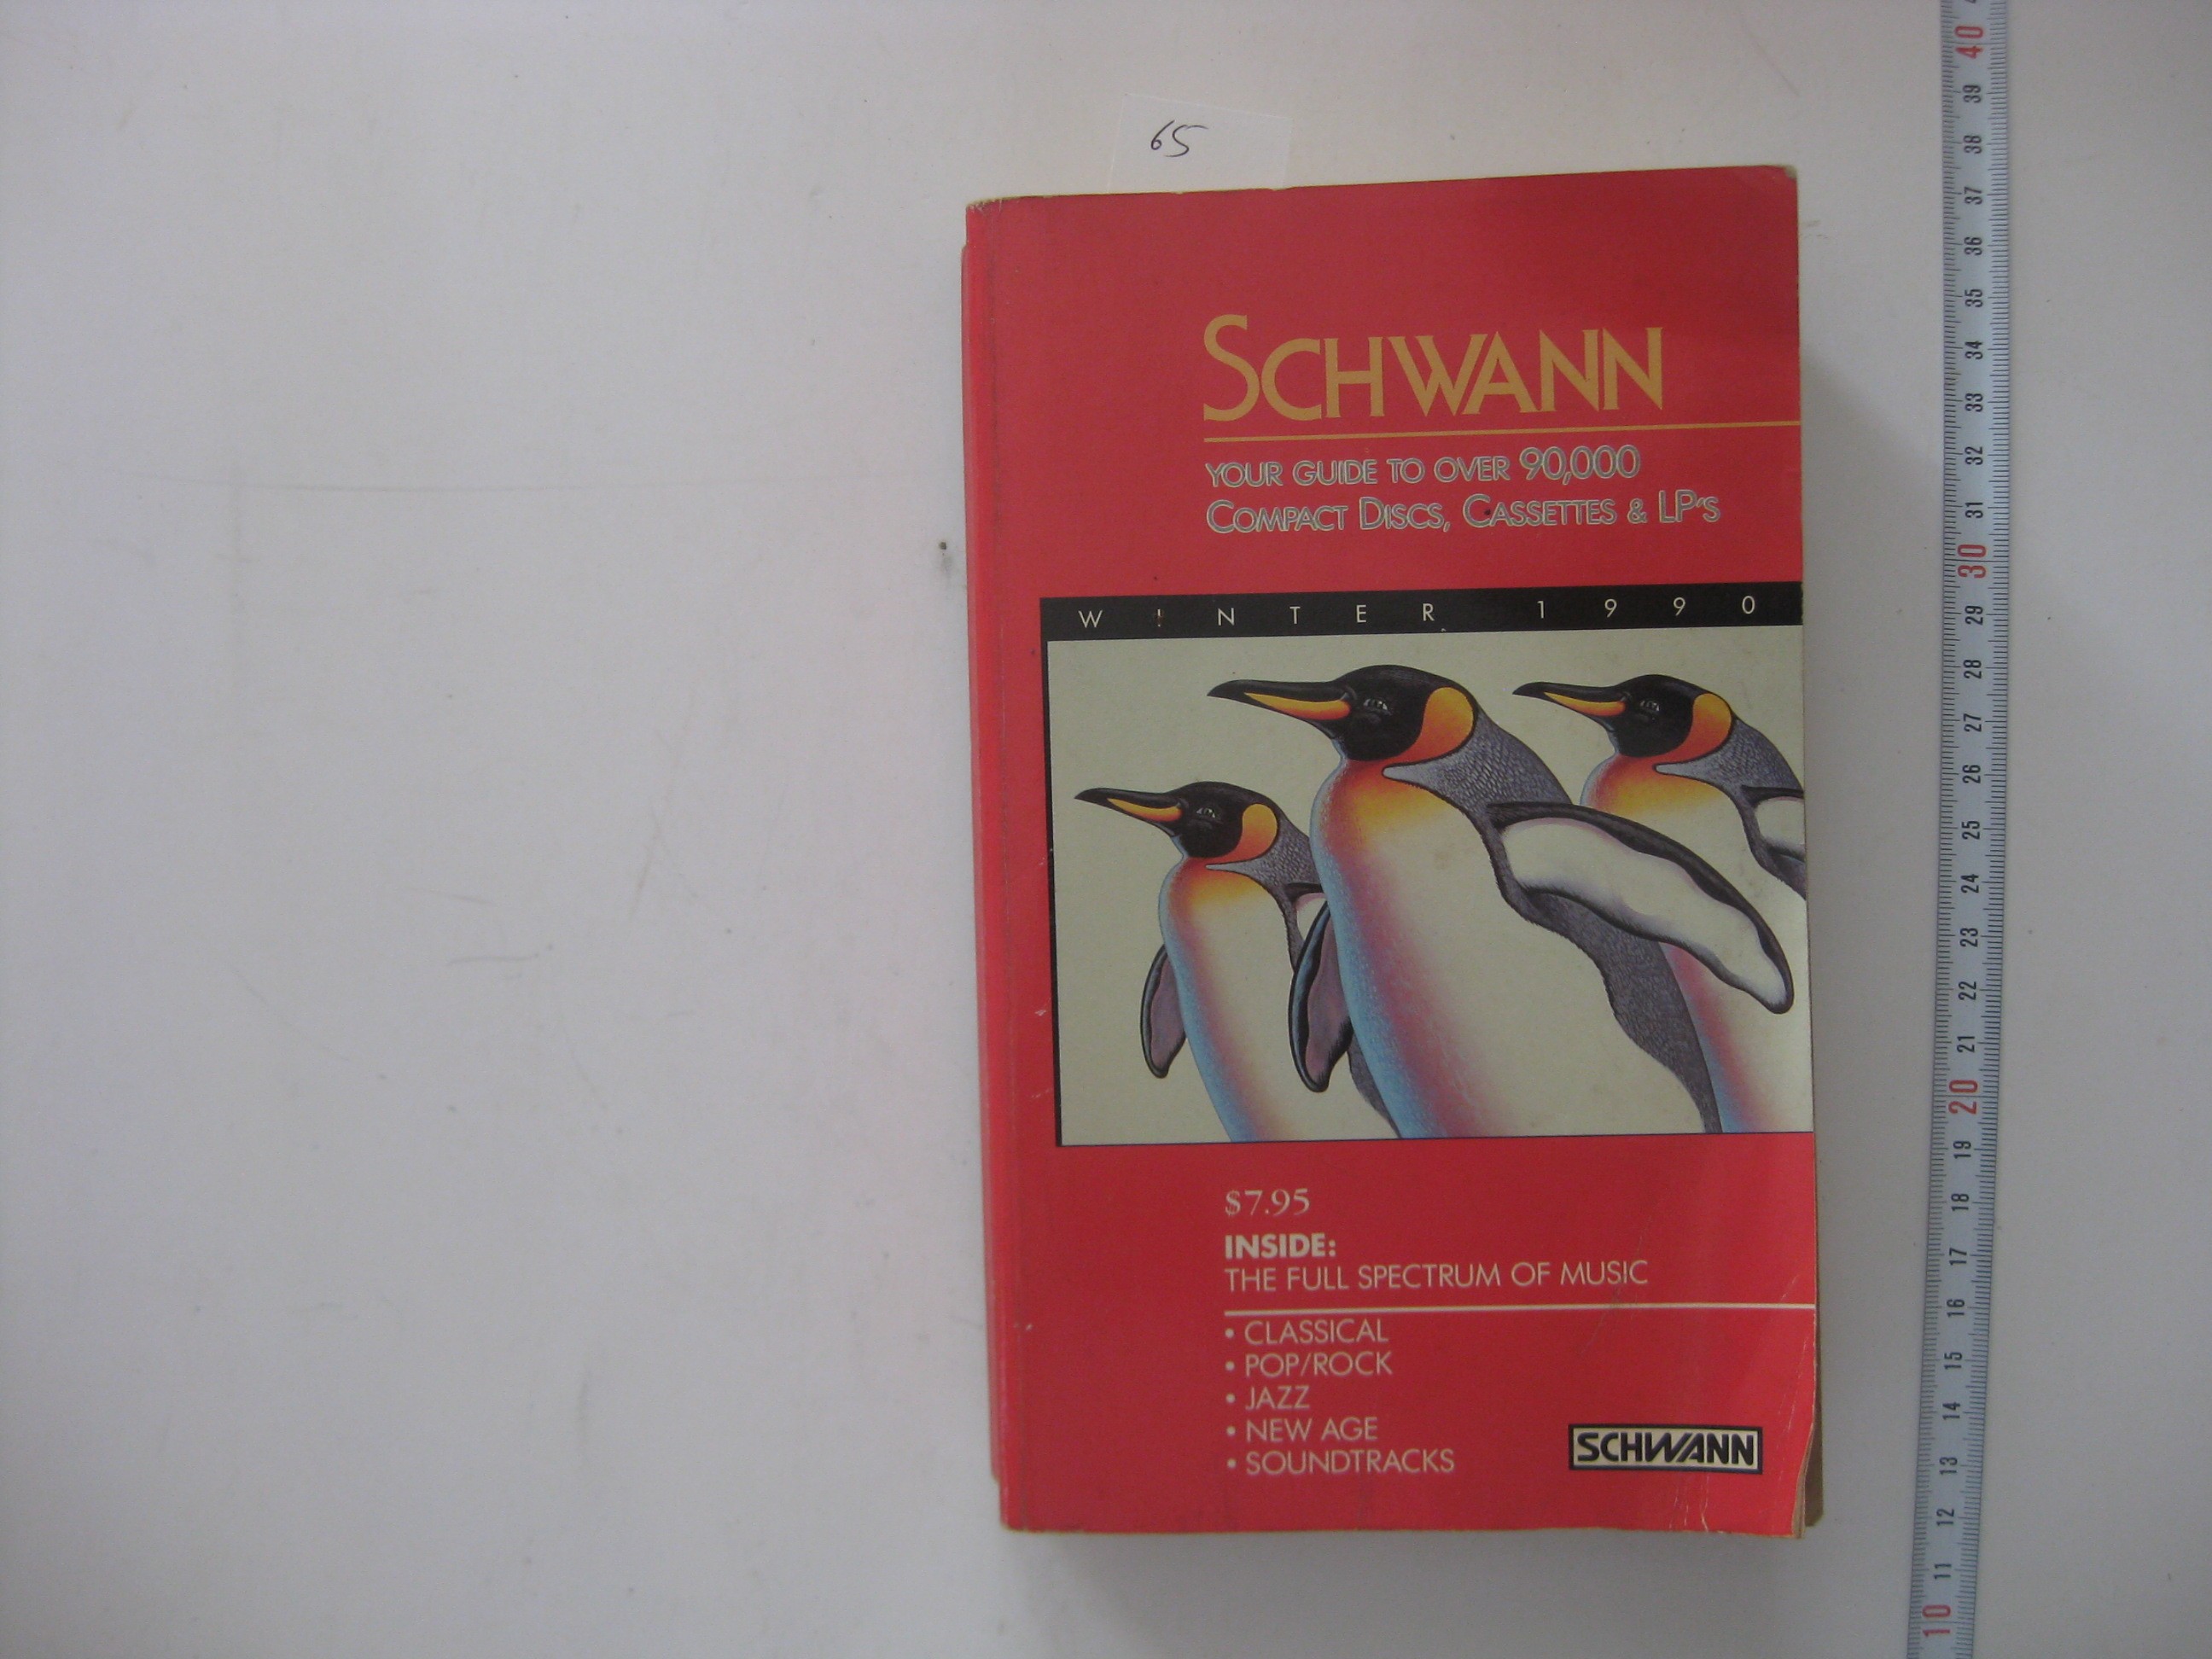 65
SCHWANN
YOUR GUIDE TO OVER 90,000
COMPACT DISCS, CASSETTES & LP'S
WINTER 1990
$7.95
INSIDE:
THE FULL SPECTRUM OF MUSIC
• CLASSICAL
• POP/ROCK
• JAZZ
• NEW AGE
• SOUNDTRACKS
SCHWANN
40
39
38
37
36
35
34
33
32
31
30
29
28
27
26
25
24
23
22
21
20
19
18
17
16
15
14
13
12
11
10